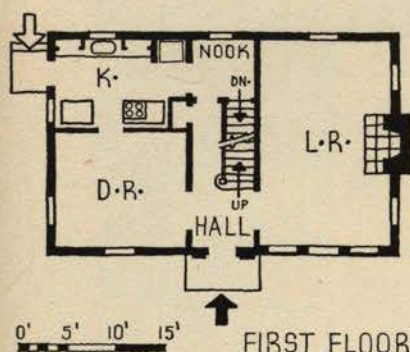 NOOK
K·
DN·
L·R·
D·R·
UP
HALL
0' 5' 10' 15'
FIRST FLOOR